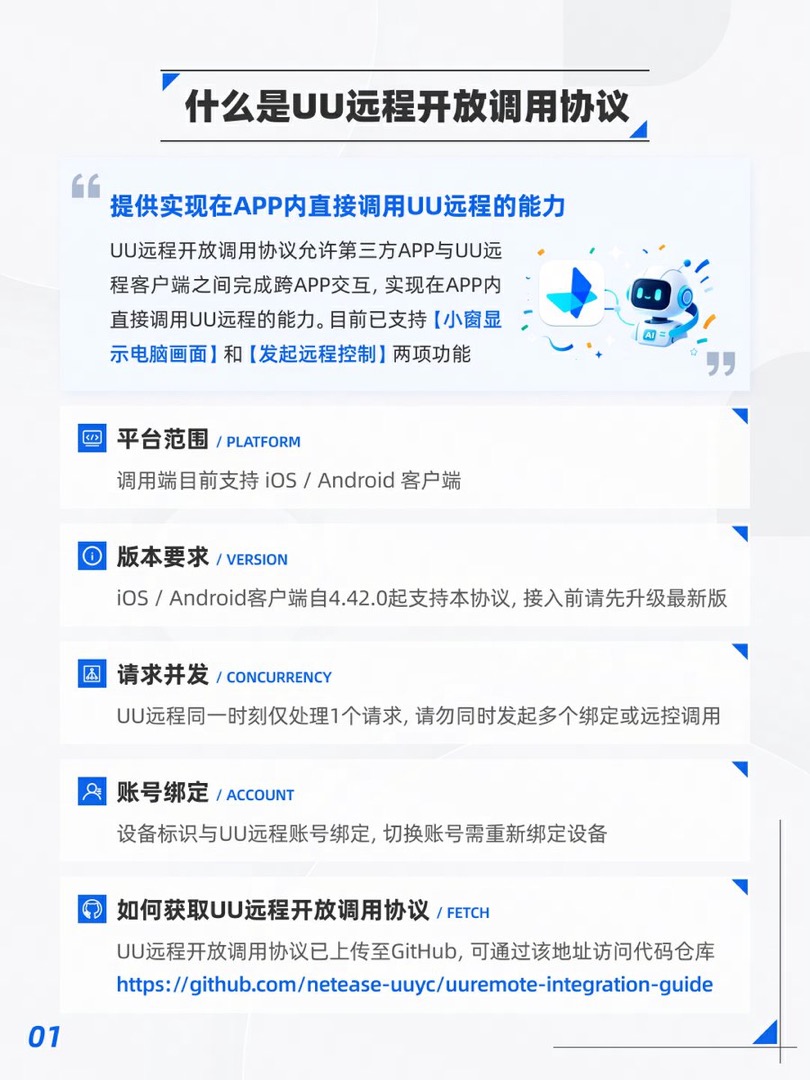 什么是UU远程开放调用协议
提供实现在APP内直接调用UU远程的能力
UU远程开放调用协议允许第三方APP与UU远
程客户端之间完成跨APP交互, 实现在APP内
直接调用UU远程的能力。目前已支持【小窗显
示电脑画面】和【发起远程控制】两项功能
AI
平台范围 / PLATFORM
调用端目前支持 iOS / Android 客户端
版本要求 / VERSION
iOS / Android客户端自4.42.0起支持本协议, 接入前请先升级最新版
请求并发 / CONCURRENCY
UU远程同一时刻仅处理1个请求, 请勿同时发起多个绑定或远控调用
账号绑定 / ACCOUNT
设备标识与UU远程账号绑定, 切换账号需重新绑定设备
如何获取UU远程开放调用协议 / FETCH
UU远程开放调用协议已上传至GitHub, 可通过该地址访问代码仓库
https://github.com/netease-uuyc/uuremote-integration-guide
01